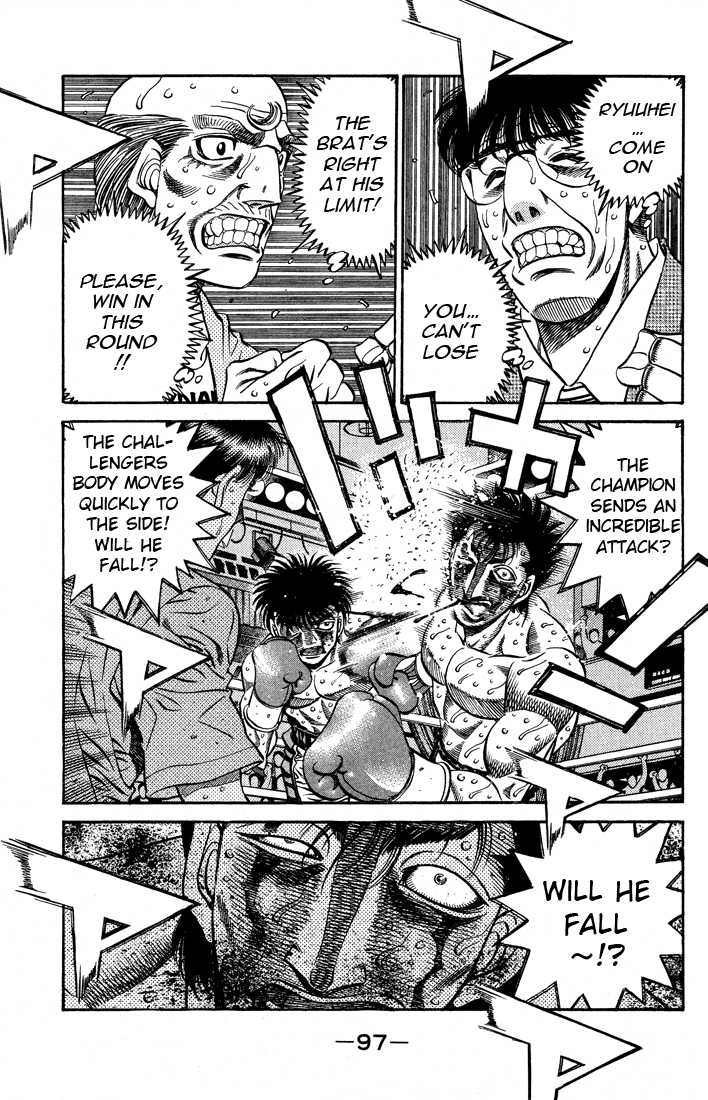 RYUUHEI
...
COME
ON
YOU...
CAN'T
LOSE
THE
BRAT'S
RIGHT
AT HIS
LIMIT!
PLEASE,
WIN IN
THIS
ROUND
!!
THE
CHAMPION
SENDS AN
INCREDIBLE
ATTACK?
THE CHAL-
LENGERS
BODY MOVES
QUICKLY TO
THE SIDE!
WILL HE
FALL!?
WILL HE
FALL
~!?
—97—